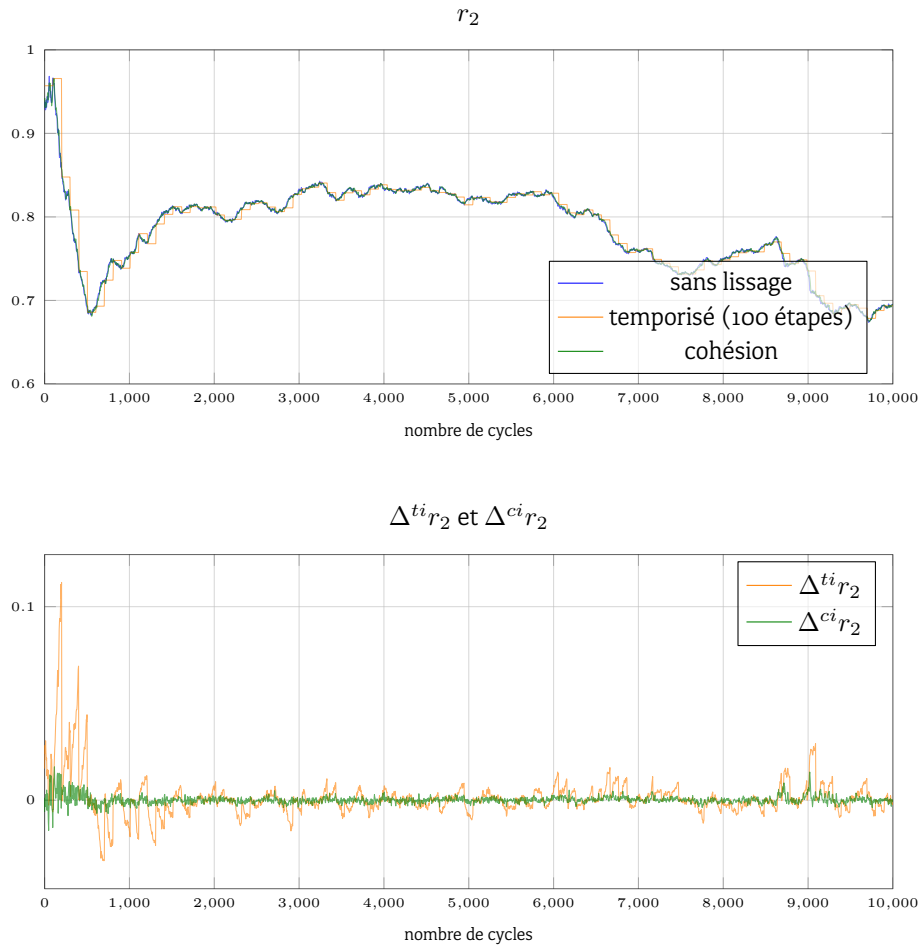 r₂
1
0.9
0.8
0.7
0.6
sans lissage
temporisé (100 étapes)
cohésion
0 1,000 2,000 3,000 4,000 5,000 6,000 7,000 8,000 9,000 10,000
nombre de cycles
Δᵗⁱr₂ et Δᶜⁱr₂
0.1
0
Δᵗⁱr₂
Δᶜⁱr₂
0 1,000 2,000 3,000 4,000 5,000 6,000 7,000 8,000 9,000 10,000
nombre de cycles